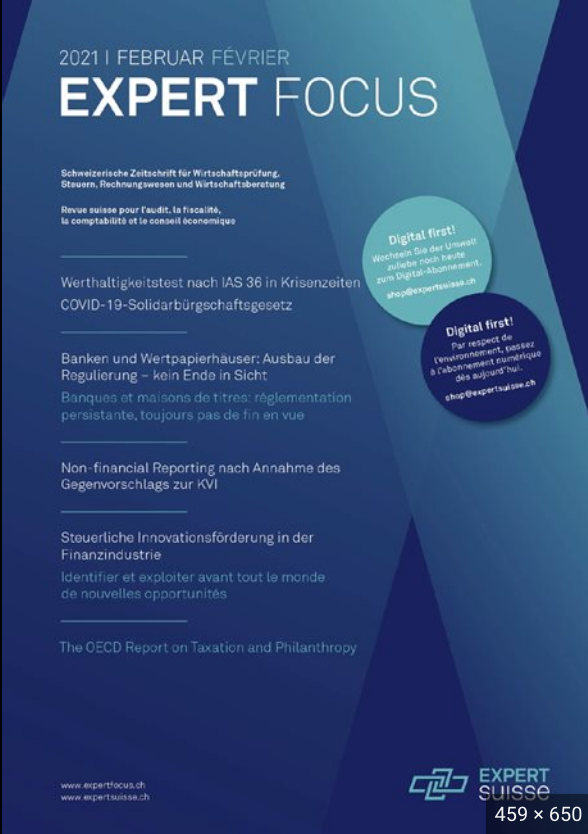 2021 | FEBRUAR FÉVRIER
EXPERT FOCUS
Schweizerische Zeitschrift für Wirtschaftsprüfung,
Steuern, Rechnungswesen und Wirtschaftsberatung
Revue suisse pour l'audit, la fiscalité,
la comptabilité et le conseil économique
Digital first!
Wechseln Sie der Umwelt
zuliebe noch heute
zum Digital-Abonnement.
shop@expertsuisse.ch
Werthaltigkeitstest nach IAS 36 in Krisenzeiten
COVID-19-Solidarbürgschaftsgesetz
Digital first!
Par respect de
l'environnement, passez
à l'abonnement numérique
dès aujourd'hui.
shop@expertsuisse.ch
Banken und Wertpapierhäuser: Ausbau der
Regulierung – kein Ende in Sicht
Banques et maisons de titres: réglementation
persistante, toujours pas de fin en vue
Non-financial Reporting nach Annahme des
Gegenvorschlags zur KVI
Steuerliche Innovationsförderung in der
Finanzindustrie
Identifier et exploiter avant tout le monde
de nouvelles opportunités
The OECD Report on Taxation and Philanthropy
www.expertfocus.ch
www.expertsuisse.ch
EXPERT
SUISSE
459 × 650